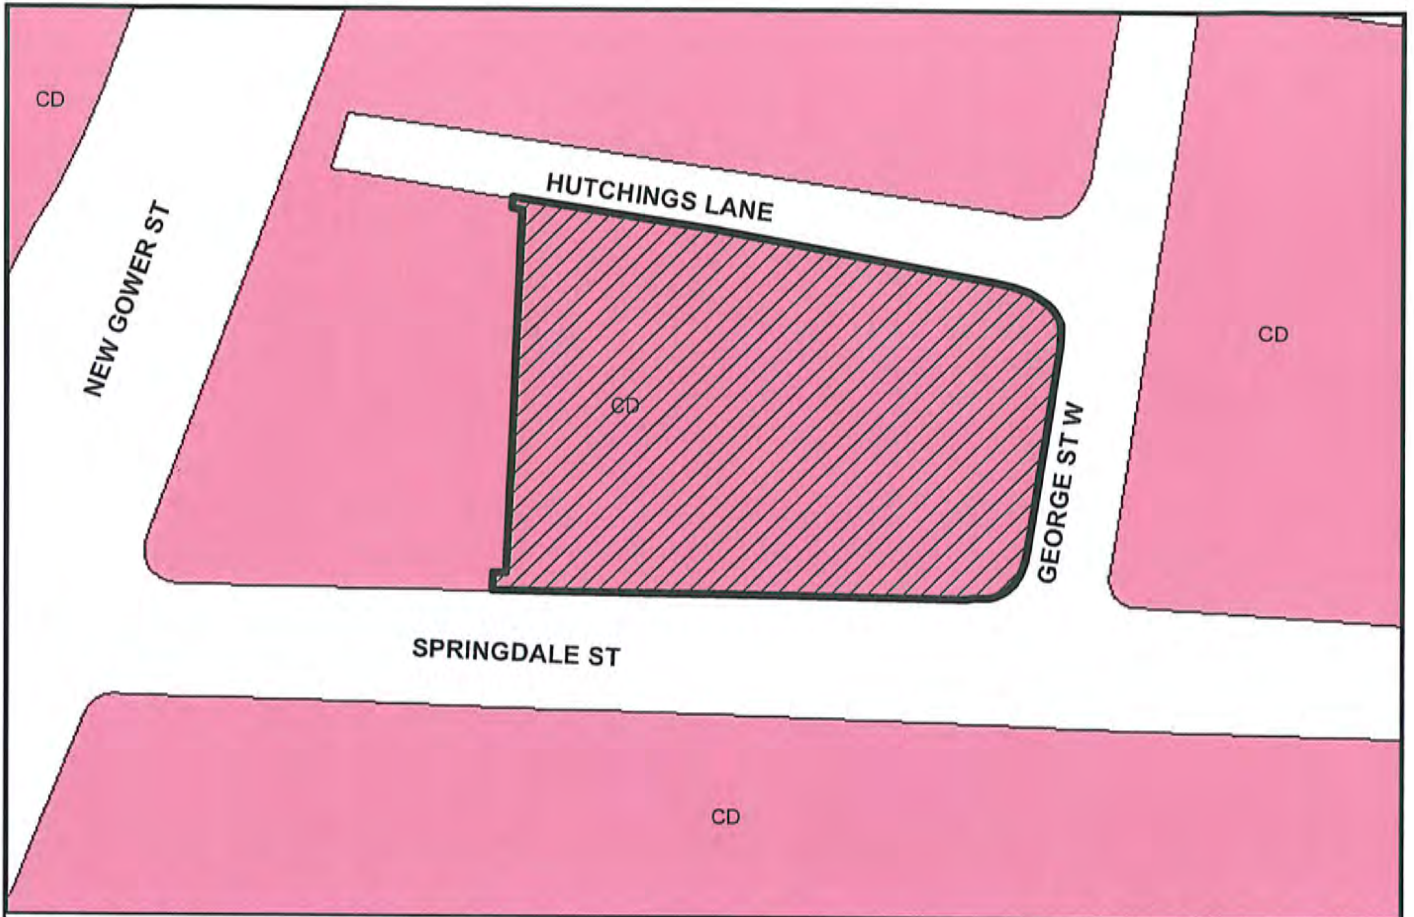 CD
HUTCHINGS LANE
NEW GOWER ST
CD
CD
GEORGE ST W
SPRINGDALE ST
CD